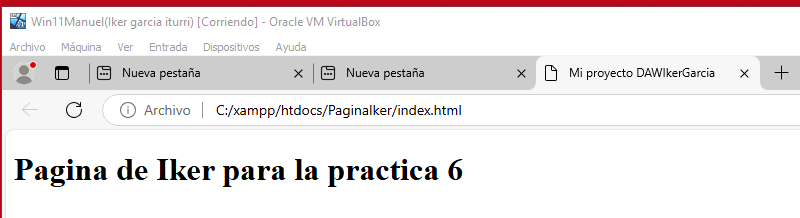 Win11Manuel(Iker garcia iturri) [Corriendo] - Oracle VM VirtualBox
Archivo Máquina Ver Entrada Dispositivos Ayuda
Nueva pestaña Nueva pestaña Mi proyecto DAWIkerGarcia
Archivo C:/xampp/htdocs/PaginaIker/index.html
Pagina de Iker para la practica 6